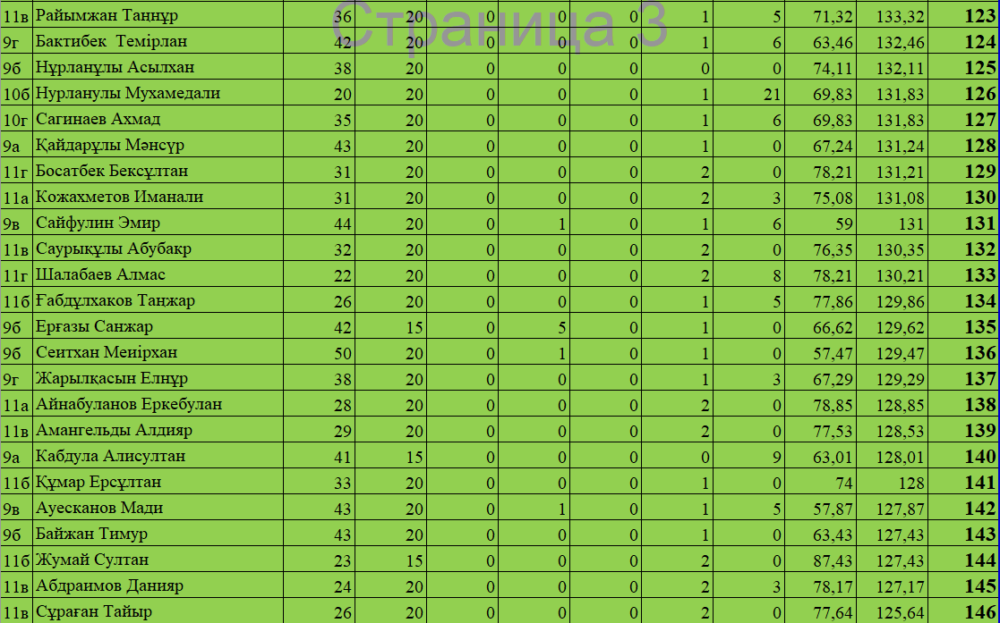 Страница 3
11в Райымжан Таңнұр 36 20 0 0 0 1 5 71,32 133,32 123
9г Бактибек Темірлан 42 20 0 0 0 1 6 63,46 132,46 124
9б Нұрланұлы Асылхан 38 20 0 0 0 0 0 74,11 132,11 125
10б Нурланулы Мухамедали 20 20 0 0 0 1 21 69,83 131,83 126
10г Сагинаев Ахмад 35 20 0 0 0 1 6 69,83 131,83 127
9а Қайдарұлы Мәнсүр 43 20 0 0 0 1 0 67,24 131,24 128
11г Босатбек Бексұлтан 31 20 0 0 0 2 0 78,21 131,21 129
11а Кожахметов Иманали 31 20 0 0 0 2 3 75,08 131,08 130
9в Сайфулин Эмир 44 20 0 1 0 1 6 59 131 131
11в Саурықұлы Абубакр 32 20 0 0 0 2 0 76,35 130,35 132
11г Шалабаев Алмас 22 20 0 0 0 2 8 78,21 130,21 133
11б Ғабдұлхаков Таңжар 26 20 0 0 0 1 5 77,86 129,86 134
9б Ерғазы Санжар 42 15 0 5 0 1 0 66,62 129,62 135
9б Сеитхан Меиірхан 50 20 0 1 0 1 0 57,47 129,47 136
9г Жарылқасын Елнұр 38 20 0 0 0 1 3 67,29 129,29 137
11а Айнабуланов Еркебулан 28 20 0 0 0 2 0 78,85 128,85 138
11в Амангельды Алдияр 29 20 0 0 0 2 0 77,53 128,53 139
9а Кабдула Алисултан 41 15 0 0 0 0 9 63,01 128,01 140
11б Құмар Ерсұлтан 33 20 0 0 0 1 0 74 128 141
9в Ауесканов Мади 43 20 0 1 0 1 5 57,87 127,87 142
9б Байжан Тимур 43 20 0 0 0 1 0 63,43 127,43 143
11б Жумай Султан 23 15 0 0 0 2 0 87,43 127,43 144
11в Абдраимов Данияр 24 20 0 0 0 2 3 78,17 127,17 145
11в Сұраған Тайыр 26 20 0 0 0 2 0 77,64 125,64 146